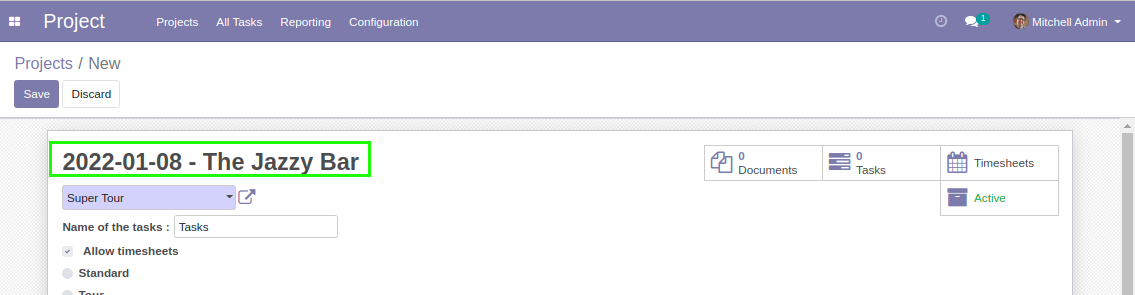 Project Projects All Tasks Reporting Configuration 1 Mitchell Admin
Projects / New
Save Discard
2022-01-08 - The Jazzy Bar
0 Documents 0 Tasks Timesheets
Super Tour Active
Name of the tasks : Tasks
Allow timesheets
Standard
Tour